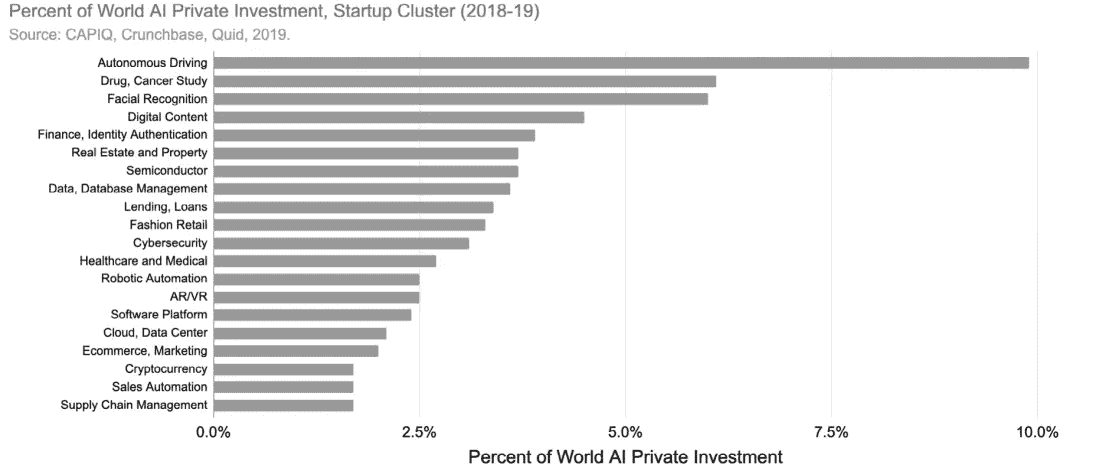 Percent of World AI Private Investment, Startup Cluster (2018-19)
Source: CAPIQ, Crunchbase, Quid, 2019.
Autonomous Driving
Drug, Cancer Study
Facial Recognition
Digital Content
Finance, Identity Authentication
Real Estate and Property
Semiconductor
Data, Database Management
Lending, Loans
Fashion Retail
Cybersecurity
Healthcare and Medical
Robotic Automation
AR/VR
Software Platform
Cloud, Data Center
Ecommerce, Marketing
Cryptocurrency
Sales Automation
Supply Chain Management
0.0% 2.5% 5.0% 7.5% 10.0%
Percent of World AI Private Investment